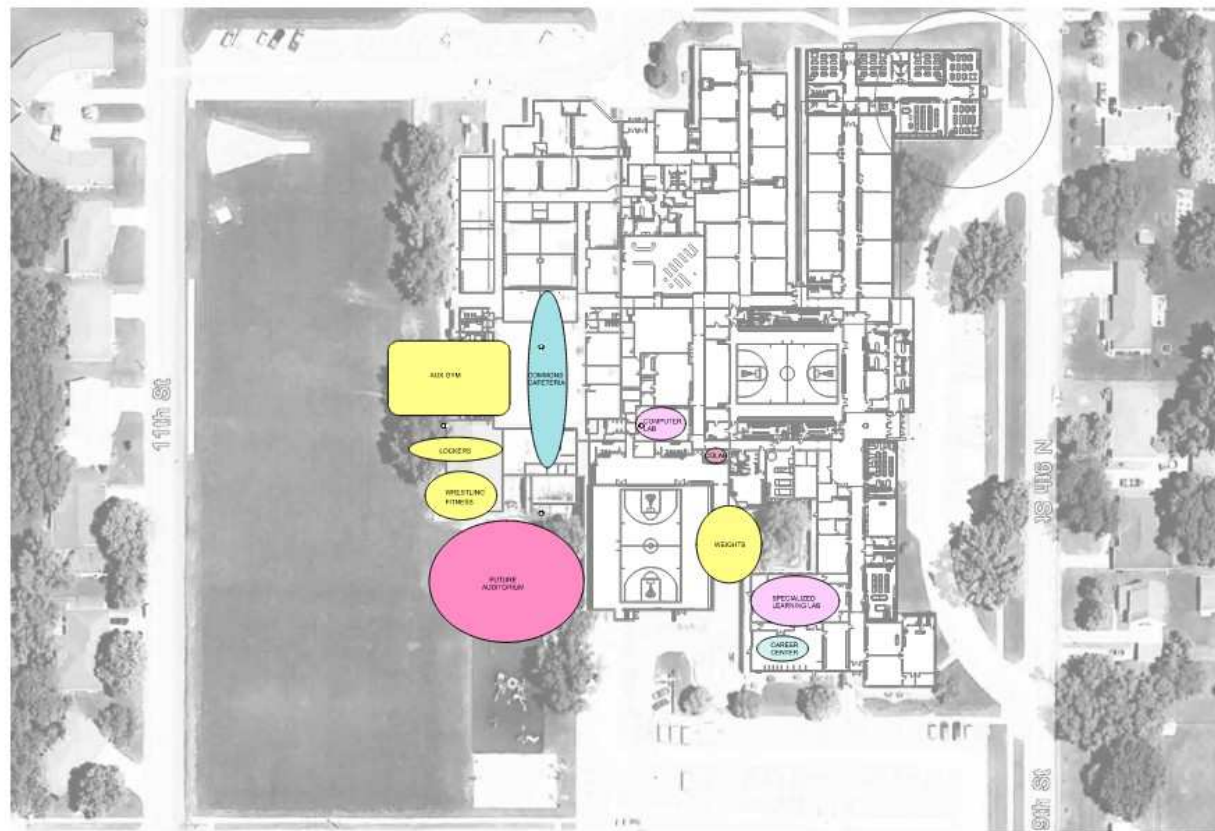 AUX GYM
COMMONS
CAFETERIA
COMPUTER
LAB
LOCKERS
WRESTLING
FITNESS
WEIGHTS
FUTURE
AUDITORIUM
SPECIALIZED
LEARNING LAB
CAREER
CENTER
11th St
N 9th St
9th St